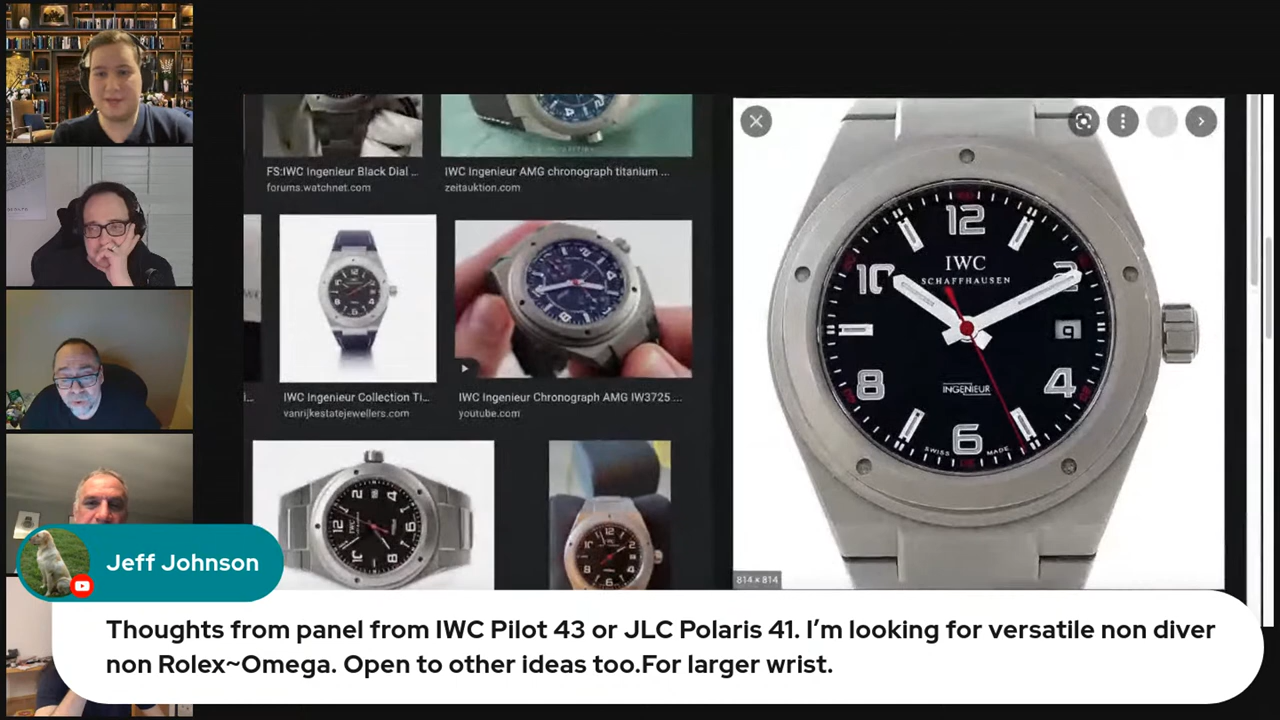 FS:IWC Ingenieur Black Dial ...
forums.watchnet.com
IWC Ingenieur AMG chronograph titanium ...
zeitauktion.com
IWC Ingenieur Collection Ti...
vanrijkestatejewellers.com
IWC Ingenieur Chronograph AMG IW3725 ...
youtube.com
12
10
2
IWC
SCHAFFHAUSEN
9
8
4
INGENIEUR
6
SWISS MADE
814 × 814
Jeff Johnson
Thoughts from panel from IWC Pilot 43 or JLC Polaris 41. I’m looking for versatile non diver
non Rolex~Omega. Open to other ideas too.For larger wrist.